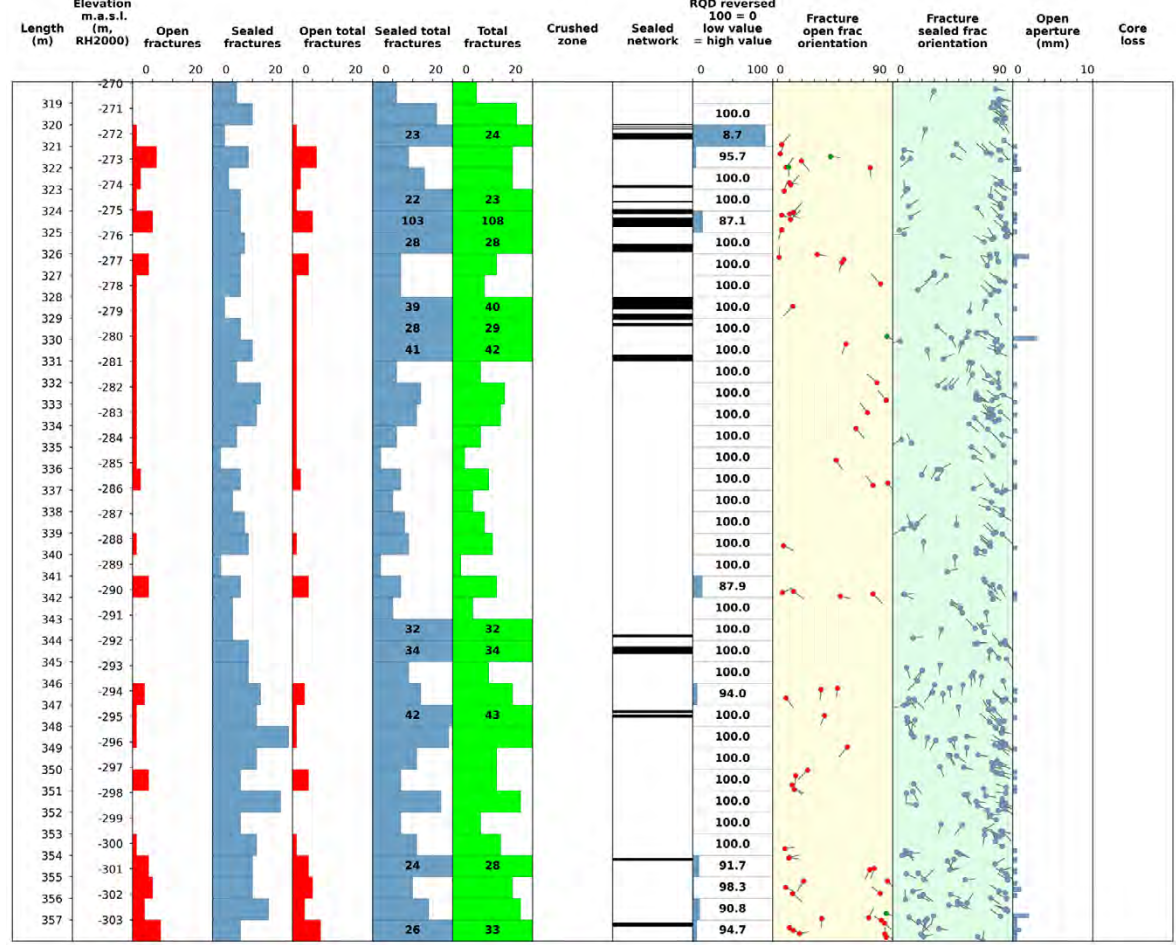 Length
(m)
Elevation
m.a.s.l.
(m,
RH2000)
Open
fractures
Sealed
fractures
Open total
fractures
Sealed total
fractures
Total
fractures
Crushed
zone
Sealed
network
RQD reversed
100 = 0
low value
= high value
Fracture
open frac
orientation
Fracture
sealed frac
orientation
Open
aperture
(mm)
Core
loss
0 20 0 20 0 20 0 20 0 20 0 100 0 90 0 90 0 10
-270
319
-271 100.0
320
-272 23 24 8.7
321
-273 95.7
322
-274 100.0
323
22 23 100.0
324 -275
103 108 87.1
325
-276 28 28 100.0
326
-277 100.0
327
-278 100.0
328
-279 39 40 100.0
329
28 29 100.0
330 -280
41 42 100.0
331 -281
100.0
332 -282
100.0
333 -283
100.0
334
-284 100.0
335
-285 100.0
336
100.0
337 -286
100.0
338 -287
100.0
339 -288 100.0
340
-289 100.0
341
-290 87.9
342
-291 100.0
343
32 32 100.0
344 -292
34 34 100.0
345 -293
100.0
346
-294 94.0
347
-295 42 43 100.0
348
-296 100.0
349
100.0
350 -297
100.0
351 -298
100.0
352
-299 100.0
353
-300 100.0
354
-301 24 28 91.7
355
-302 98.3
356
90.8
357 -303
26 33 94.7